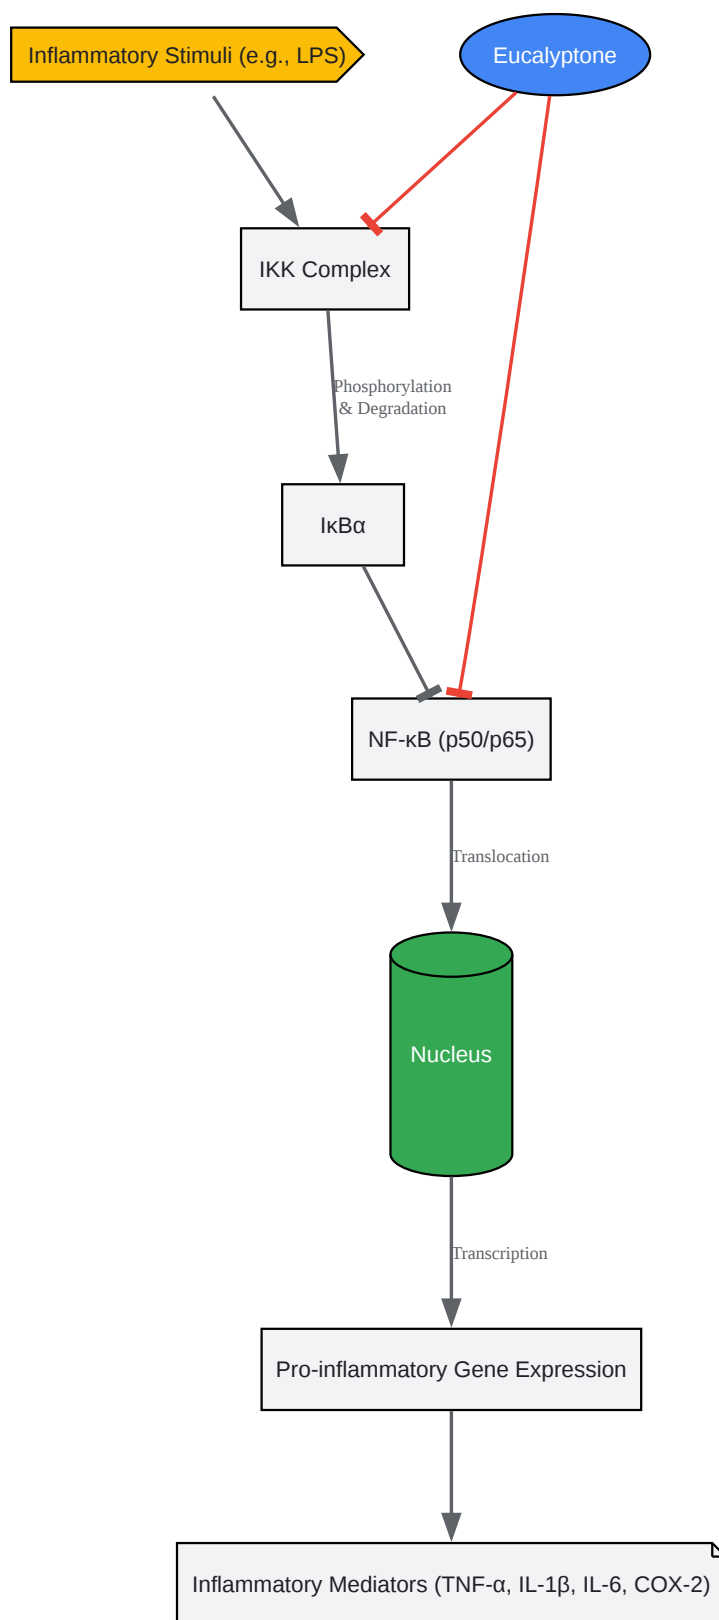 Inflammatory Stimuli (e.g., LPS)
Eucalyptone
IKK Complex
Phosphorylation
& Degradation
IκBα
NF-κB (p50/p65)
Translocation
Nucleus
Transcription
Pro-inflammatory Gene Expression
Inflammatory Mediators (TNF-α, IL-1β, IL-6, COX-2)